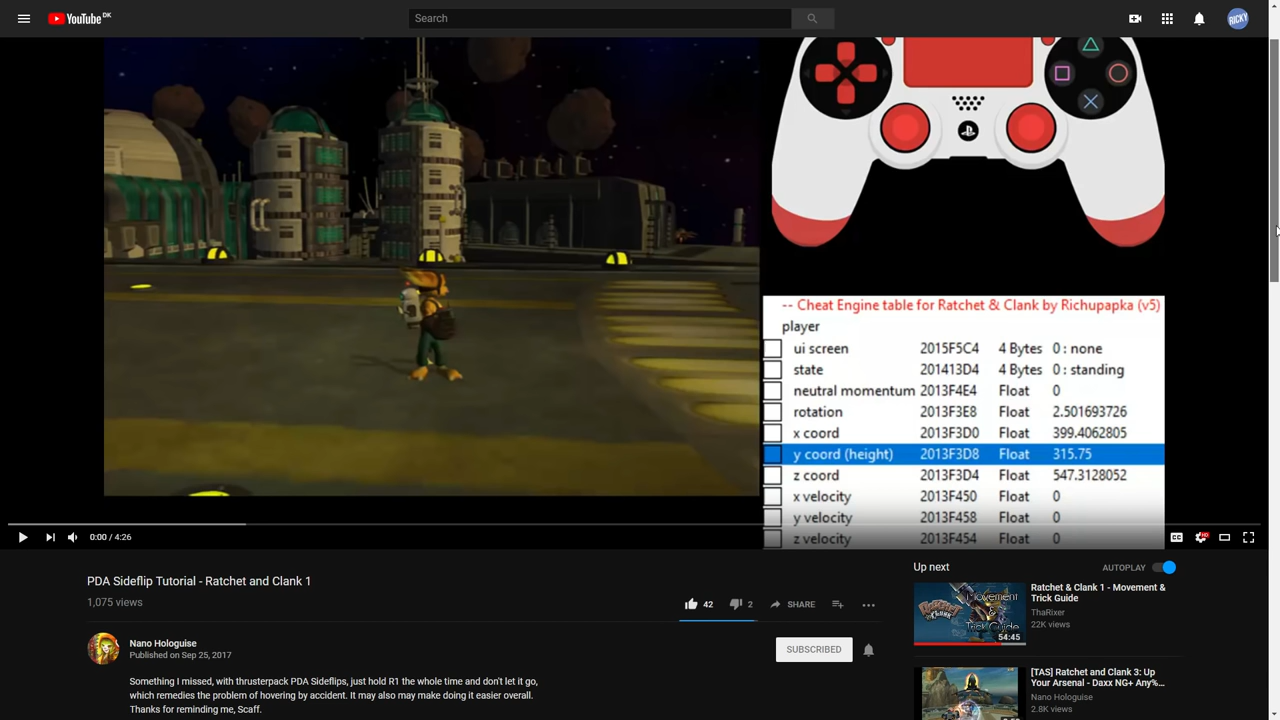 YouTube DK
Search
RICKY
-- Cheat Engine table for Ratchet & Clank by Richupapka (v5)
player
ui screen 2015F5C4 4 Bytes 0 : none
state 201413D4 4 Bytes 0 : standing
neutral momentum 2013F4E4 Float 0
rotation 2013F3E8 Float 2.501693726
x coord 2013F3D0 Float 399.4062805
y coord (height) 2013F3D8 Float 315.75
z coord 2013F3D4 Float 547.3128052
x velocity 2013F450 Float 0
y velocity 2013F458 Float 0
z velocity 2013F454 Float 0
0:00 / 4:26
CC
HD
PDA Sideflip Tutorial - Ratchet and Clank 1
1,075 views
42
2
SHARE
Nano Hologuise
Published on Sep 25, 2017
SUBSCRIBED
Something I missed, with thrusterpack PDA Sideflips, just hold R1 the whole time and don't let it go,
which remedies the problem of hovering by accident. It may also may make doing it easier overall.
Thanks for reminding me, Scaff.
Up next
AUTOPLAY
Movement
& Trick Guide
54:45
Ratchet & Clank 1 - Movement &
Trick Guide
ThaRixer
22K views
[TAS] Ratchet and Clank 3: Up
Your Arsenal - Daxx NG+ Any%...
Nano Hologuise
2.8K views